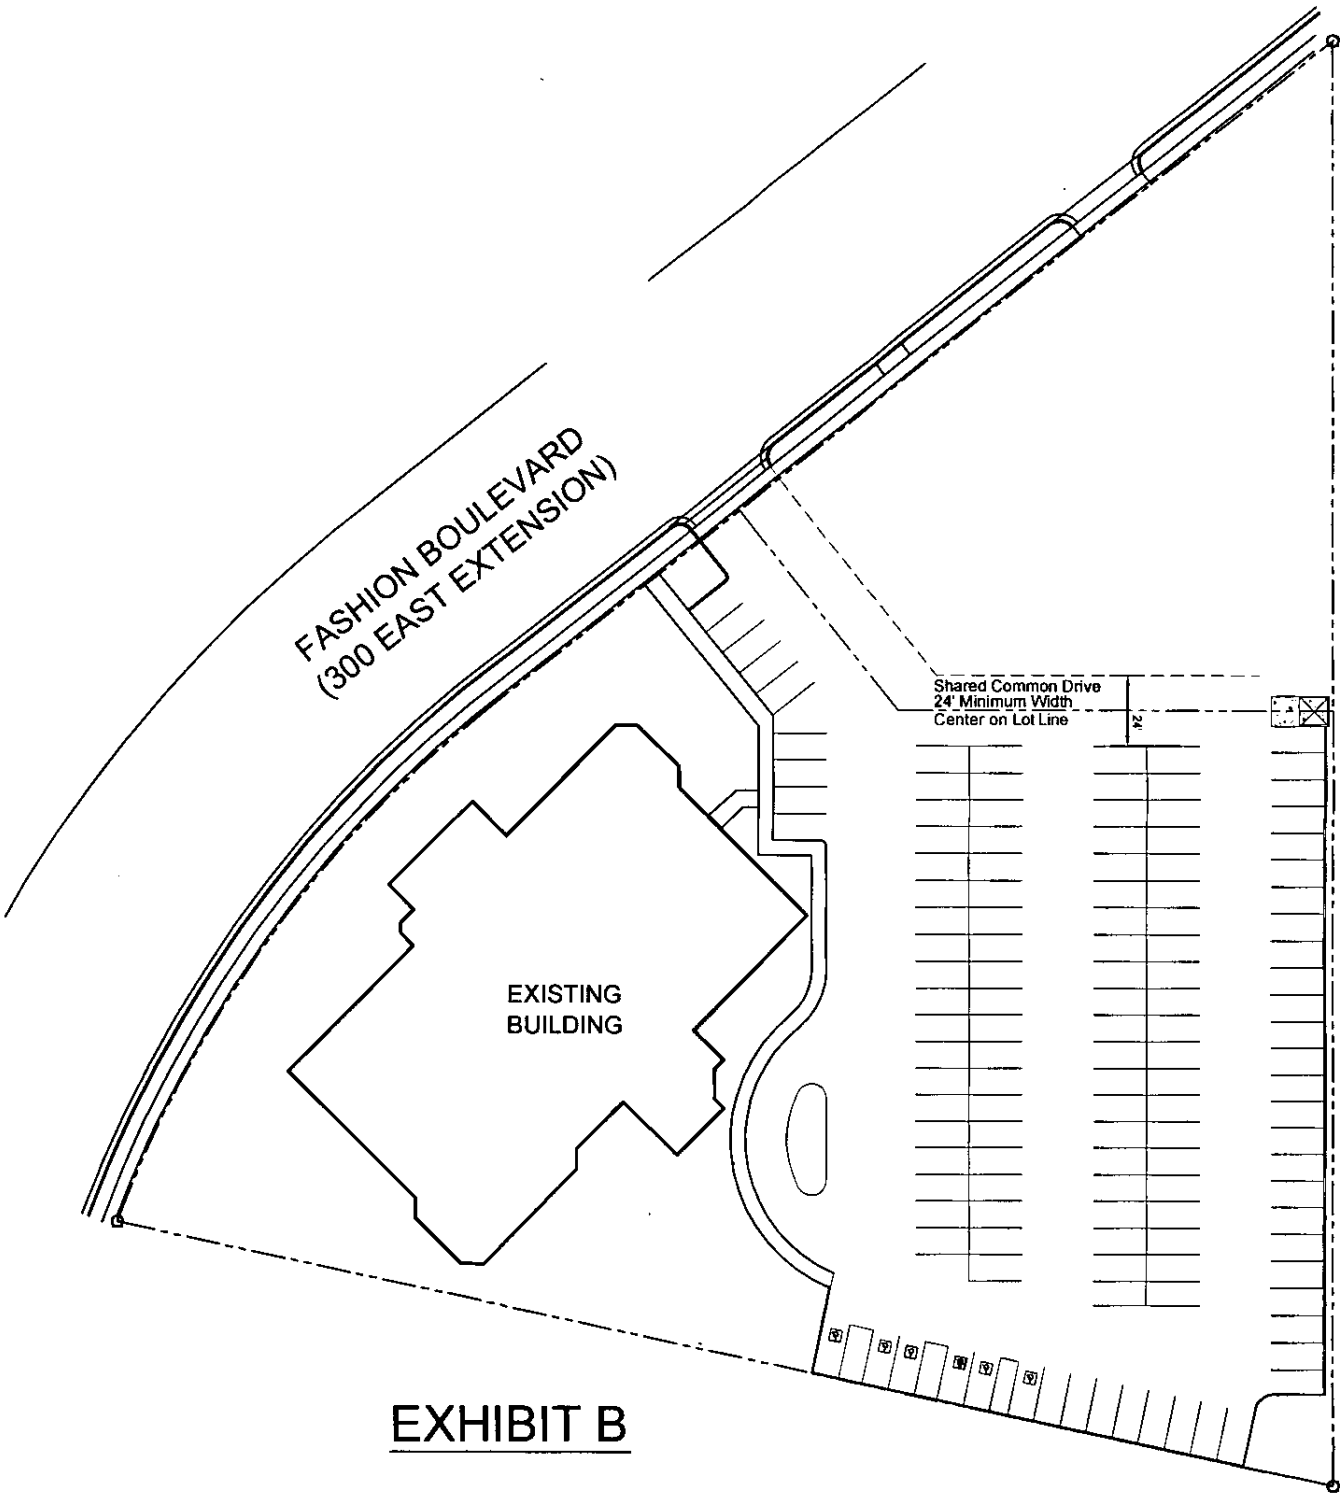 FASHION BOULEVARD
(300 EAST EXTENSION)
Shared Common Drive
24' Minimum Width
Center on Lot Line
24'
EXISTING
BUILDING
EXHIBIT B